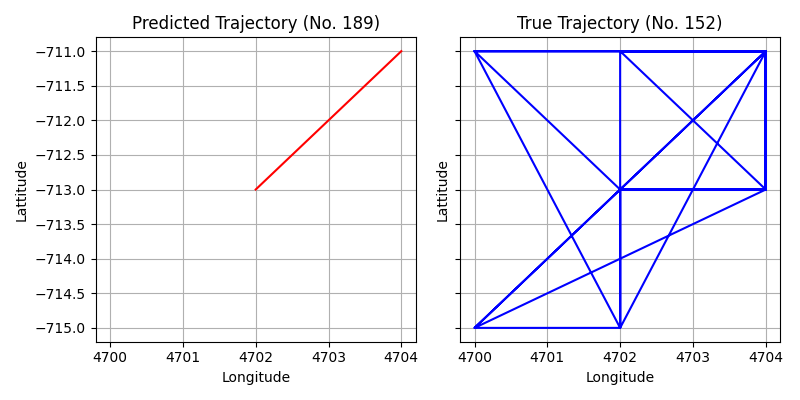 Predicted Trajectory (No. 189)
Lattitude
−711.0
−711.5
−712.0
−712.5
−713.0
−713.5
−714.0
−714.5
−715.0
4700 4701 4702 4703 4704
Longitude
True Trajectory (No. 152)
Lattitude
4700 4701 4702 4703 4704
Longitude